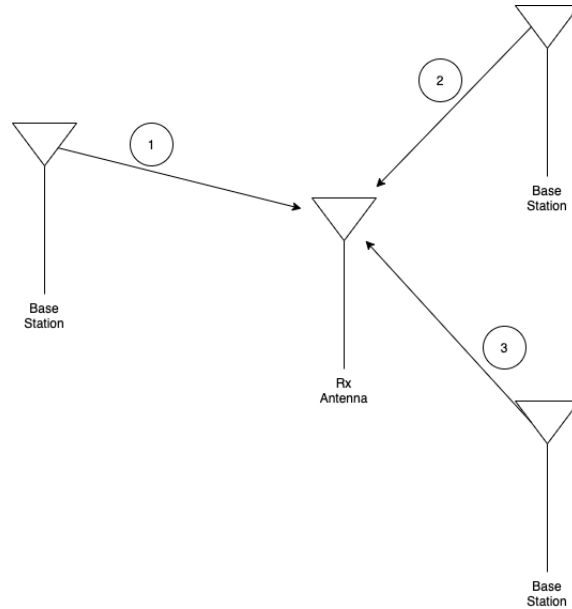 2
1
Base
Station
Base
Station
3
Rx
Antenna
Base
Station